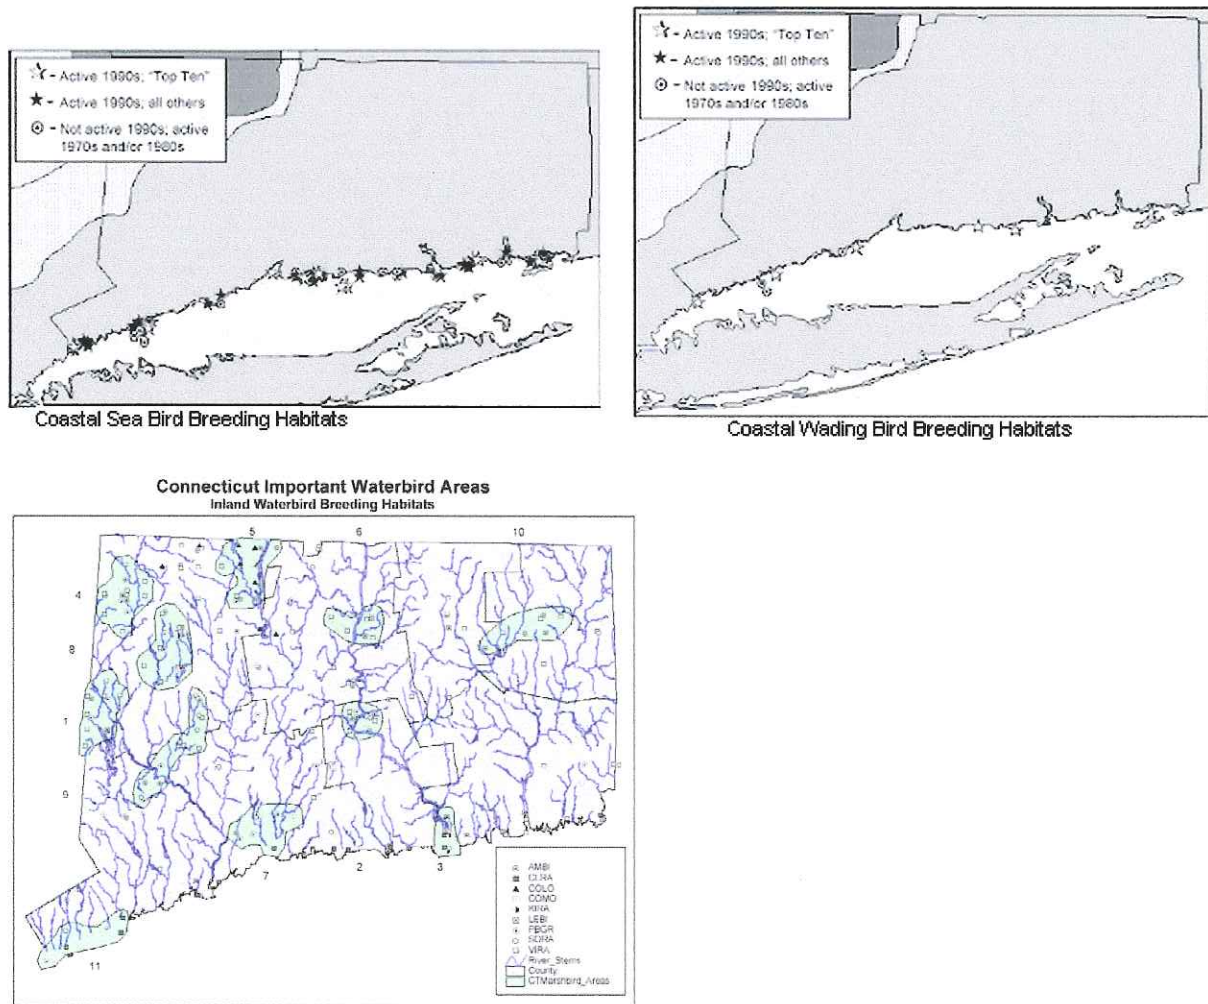 - Active 1990s; "Top Ten"
- Active 1990s; all others
- Not active 1990s; active
1970s and/or 1980s
Coastal Sea Bird Breeding Habitats
- Active 1990s; "Top Ten"
- Active 1990s; all others
- Not active 1990s; active
1970s and/or 1980s
Coastal Wading Bird Breeding Habitats
Connecticut Important Waterbird Areas
Inland Waterbird Breeding Habitats
5 6 10
4
8
1
9
7 2 3
11
AMBI
CLRA
COLO
COMO
KIRA
LEBI
PBGR
SORA
VIRA
River_Stems
County
CTMarshbird_Areas